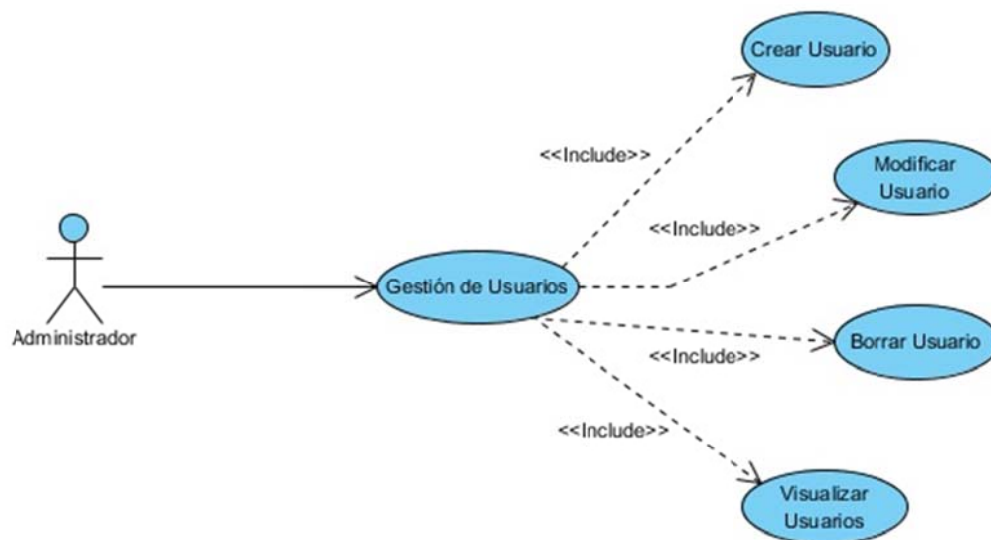 Crear Usuario
<<Include>>
Modificar
Usuario
<<Include>>
Gestión de Usuarios
Administrador
Borrar Usuario
<<Include>>
<<Include>>
Visualizar
Usuarios